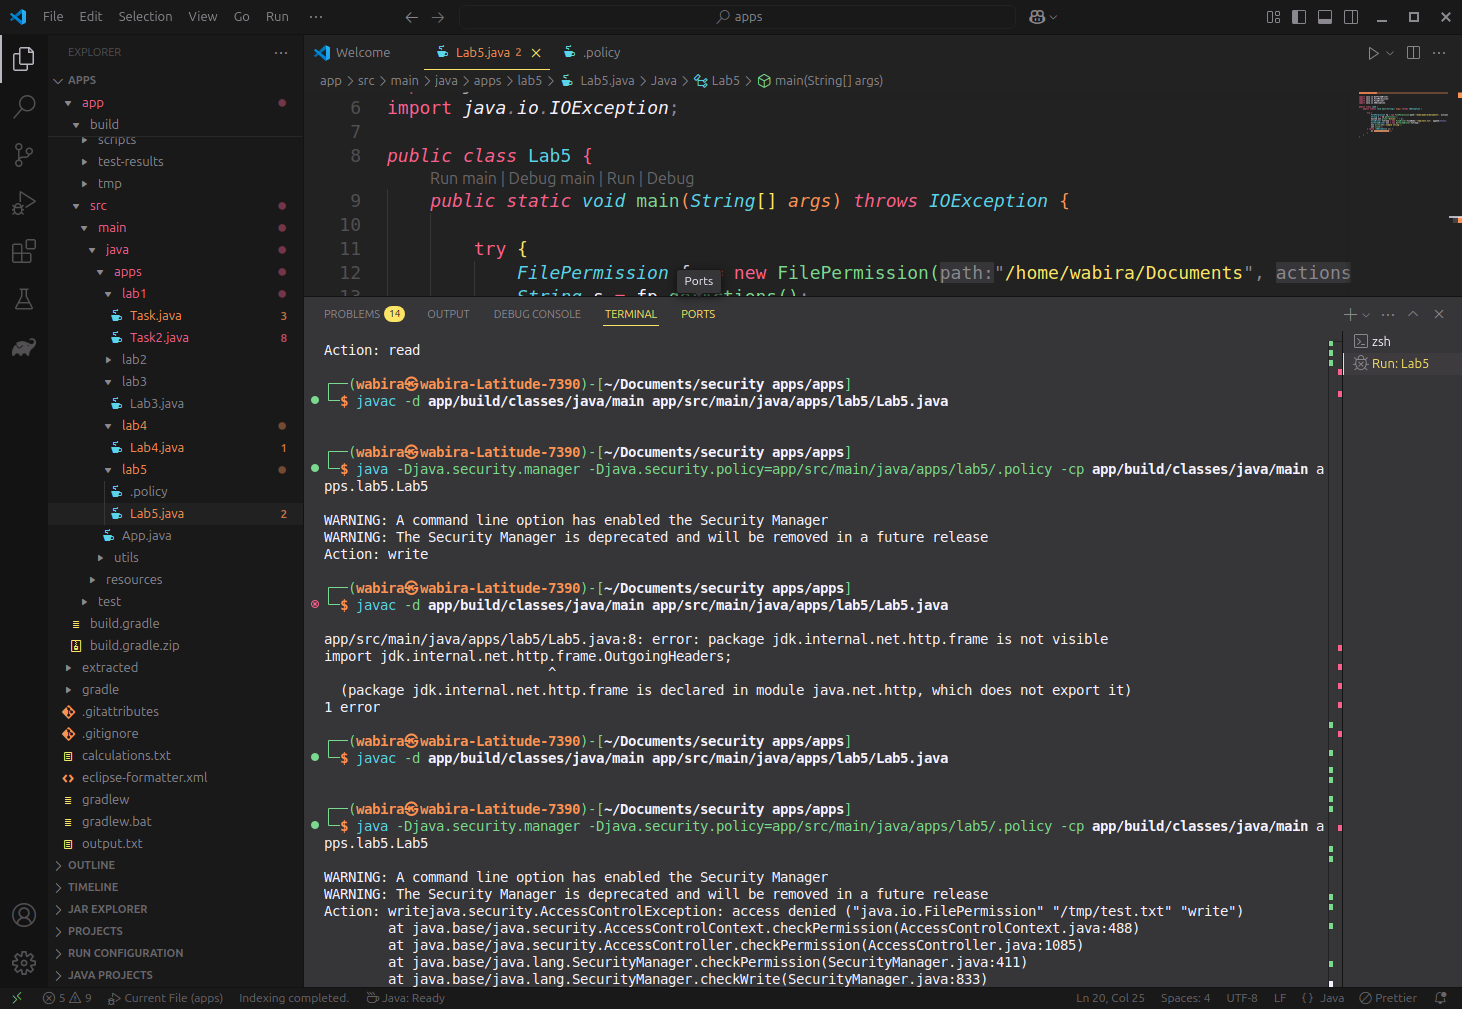 File Edit Selection View Go Run ···
apps
EXPLORER ···
APPS
app
build
scripts
test-results
tmp
src
main
java
apps
lab1
Task.java 3
Task2.java 8
lab2
lab3
Lab3.java
lab4
Lab4.java 1
lab5
.policy
Lab5.java 2
App.java
utils
resources
test
build.gradle
build.gradle.zip
extracted
gradle
.gitattributes
.gitignore
calculations.txt
eclipse-formatter.xml
gradlew
gradlew.bat
output.txt
OUTLINE
TIMELINE
JAR EXPLORER
PROJECTS
RUN CONFIGURATION
JAVA PROJECTS
Welcome Lab5.java 2 .policy
app > src > main > java > apps > lab5 > Lab5.java > Java > Lab5 > main(String[] args)
6 import java.io.IOException;
7
8 public class Lab5 {
Run main | Debug main | Run | Debug
9 public static void main(String[] args) throws IOException {
10
11 try {
12 FilePermission new FilePermission(path:"/home/wabira/Documents", actions
Ports
PROBLEMS 14 OUTPUT DEBUG CONSOLE TERMINAL PORTS
Action: read
(wabira㉿wabira-Latitude-7390)-[~/Documents/security apps/apps]
$ javac -d app/build/classes/java/main app/src/main/java/apps/lab5/Lab5.java
(wabira㉿wabira-Latitude-7390)-[~/Documents/security apps/apps]
$ java -Djava.security.manager -Djava.security.policy=app/src/main/java/apps/lab5/.policy -cp app/build/classes/java/main a
pps.lab5.Lab5
WARNING: A command line option has enabled the Security Manager
WARNING: The Security Manager is deprecated and will be removed in a future release
Action: write
(wabira㉿wabira-Latitude-7390)-[~/Documents/security apps/apps]
$ javac -d app/build/classes/java/main app/src/main/java/apps/lab5/Lab5.java
app/src/main/java/apps/lab5/Lab5.java:8: error: package jdk.internal.net.http.frame is not visible
import jdk.internal.net.http.frame.OutgoingHeaders;
^
(package jdk.internal.net.http.frame is declared in module java.net.http, which does not export it)
1 error
(wabira㉿wabira-Latitude-7390)-[~/Documents/security apps/apps]
$ javac -d app/build/classes/java/main app/src/main/java/apps/lab5/Lab5.java
(wabira㉿wabira-Latitude-7390)-[~/Documents/security apps/apps]
$ java -Djava.security.manager -Djava.security.policy=app/src/main/java/apps/lab5/.policy -cp app/build/classes/java/main a
pps.lab5.Lab5
WARNING: A command line option has enabled the Security Manager
WARNING: The Security Manager is deprecated and will be removed in a future release
Action: writejava.security.AccessControlException: access denied ("java.io.FilePermission" "/tmp/test.txt" "write")
at java.base/java.security.AccessControlContext.checkPermission(AccessControlContext.java:488)
at java.base/java.security.AccessController.checkPermission(AccessController.java:1085)
at java.base/java.lang.SecurityManager.checkPermission(SecurityManager.java:411)
at java.base/java.lang.SecurityManager.checkWrite(SecurityManager.java:833)
zsh
Run: Lab5
5 9 Current File (apps) Indexing completed. Java: Ready Ln 20, Col 25 Spaces: 4 UTF-8 LF {} Java Prettier